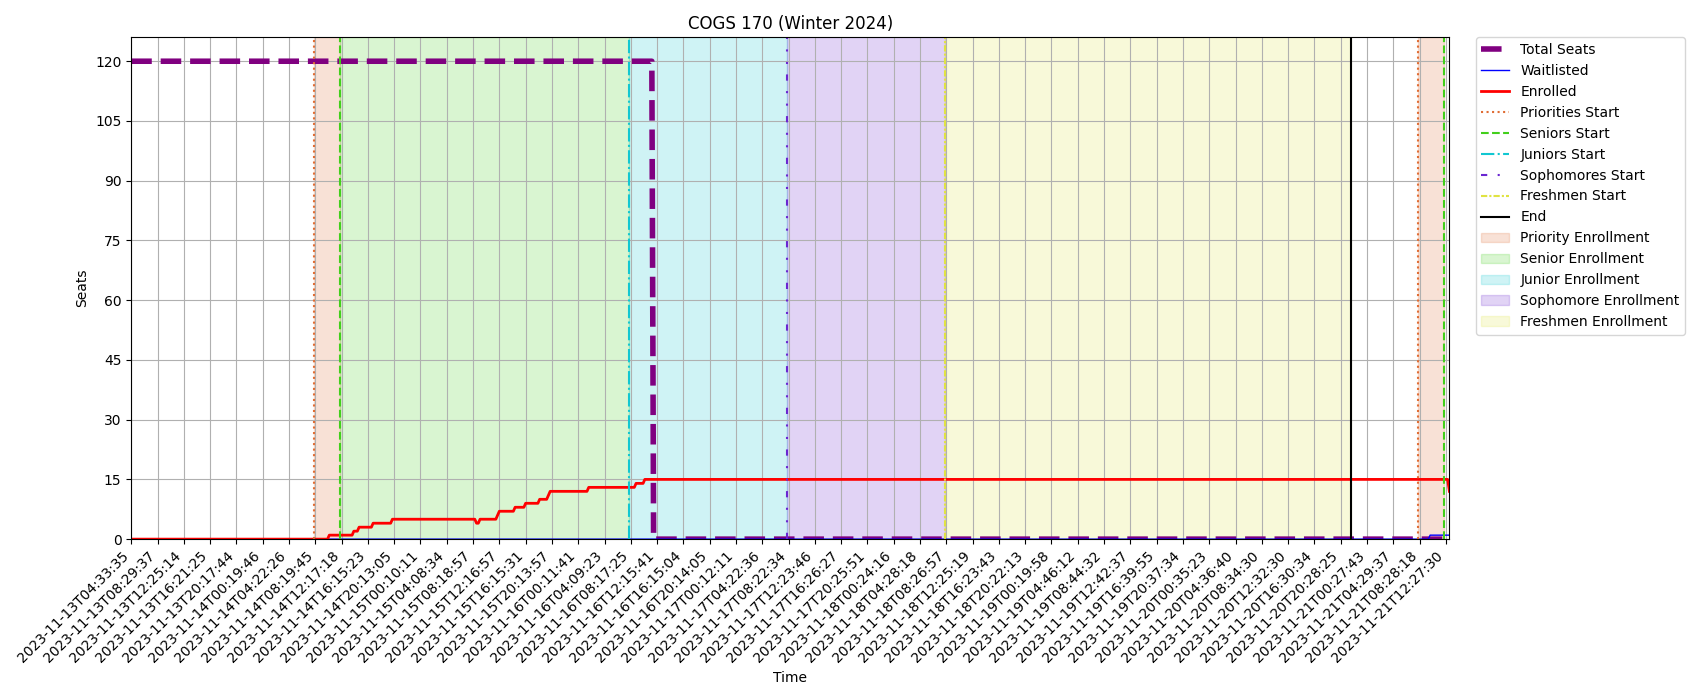 COGS 170 (Winter 2024)
120
105
90
75
60
45
30
15
0
Seats
2023-11-13T04:33:35
2023-11-13T08:29:37
2023-11-13T12:25:14
2023-11-13T16:21:25
2023-11-13T20:17:44
2023-11-14T00:19:46
2023-11-14T04:22:26
2023-11-14T08:19:45
2023-11-14T12:17:18
2023-11-14T16:15:23
2023-11-14T20:13:05
2023-11-15T00:10:11
2023-11-15T04:08:34
2023-11-15T08:18:57
2023-11-15T12:16:57
2023-11-15T16:15:31
2023-11-15T20:13:57
2023-11-16T00:11:41
2023-11-16T04:09:23
2023-11-16T08:17:25
2023-11-16T12:15:41
2023-11-16T16:15:04
2023-11-16T20:14:05
2023-11-17T00:12:11
2023-11-17T04:22:36
2023-11-17T08:22:34
2023-11-17T12:23:46
2023-11-17T16:26:27
2023-11-17T20:25:51
2023-11-18T00:24:16
2023-11-18T04:28:18
2023-11-18T08:26:57
2023-11-18T12:25:19
2023-11-18T16:23:43
2023-11-18T20:22:13
2023-11-19T00:19:58
2023-11-19T04:46:12
2023-11-19T08:44:32
2023-11-19T12:42:37
2023-11-19T16:39:55
2023-11-19T20:37:34
2023-11-20T00:35:23
2023-11-20T04:36:40
2023-11-20T08:34:30
2023-11-20T12:32:30
2023-11-20T16:30:34
2023-11-20T20:28:25
2023-11-21T00:27:43
2023-11-21T04:29:37
2023-11-21T08:28:18
2023-11-21T12:27:30
Time
Total Seats
Waitlisted
Enrolled
Priorities Start
Seniors Start
Juniors Start
Sophomores Start
Freshmen Start
End
Priority Enrollment
Senior Enrollment
Junior Enrollment
Sophomore Enrollment
Freshmen Enrollment